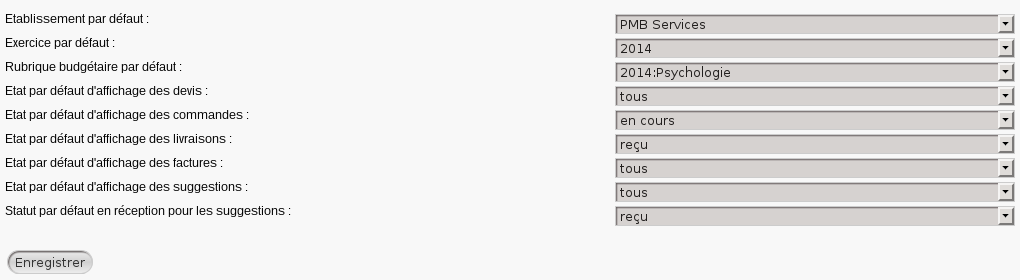 Etablissement par défaut : PMB Services
Exercice par défaut : 2014
Rubrique budgétaire par défaut : 2014:Psychologie
Etat par défaut d'affichage des devis : tous
Etat par défaut d'affichage des commandes : en cours
Etat par défaut d'affichage des livraisons : reçu
Etat par défaut d'affichage des factures : tous
Etat par défaut d'affichage des suggestions : tous
Statut par défaut en réception pour les suggestions : reçu
Enregistrer